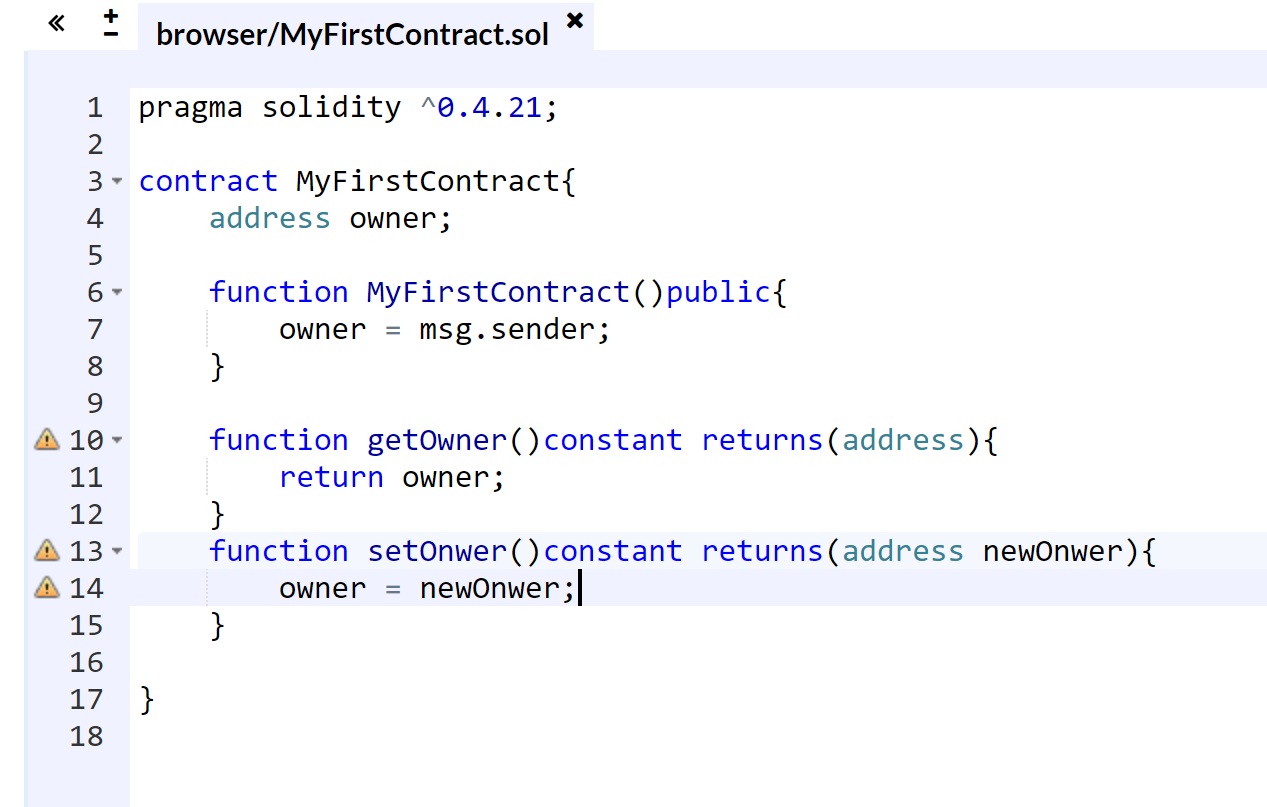 browser/MyFirstContract.sol
1 pragma solidity ^0.4.21;
2
3 contract MyFirstContract{
4 address owner;
5
6 function MyFirstContract()public{
7 owner = msg.sender;
8 }
9
10 function getOwner()constant returns(address){
11 return owner;
12 }
13 function setOnwer()constant returns(address newOnwer){
14 owner = newOnwer;
15 }
16
17 }
18